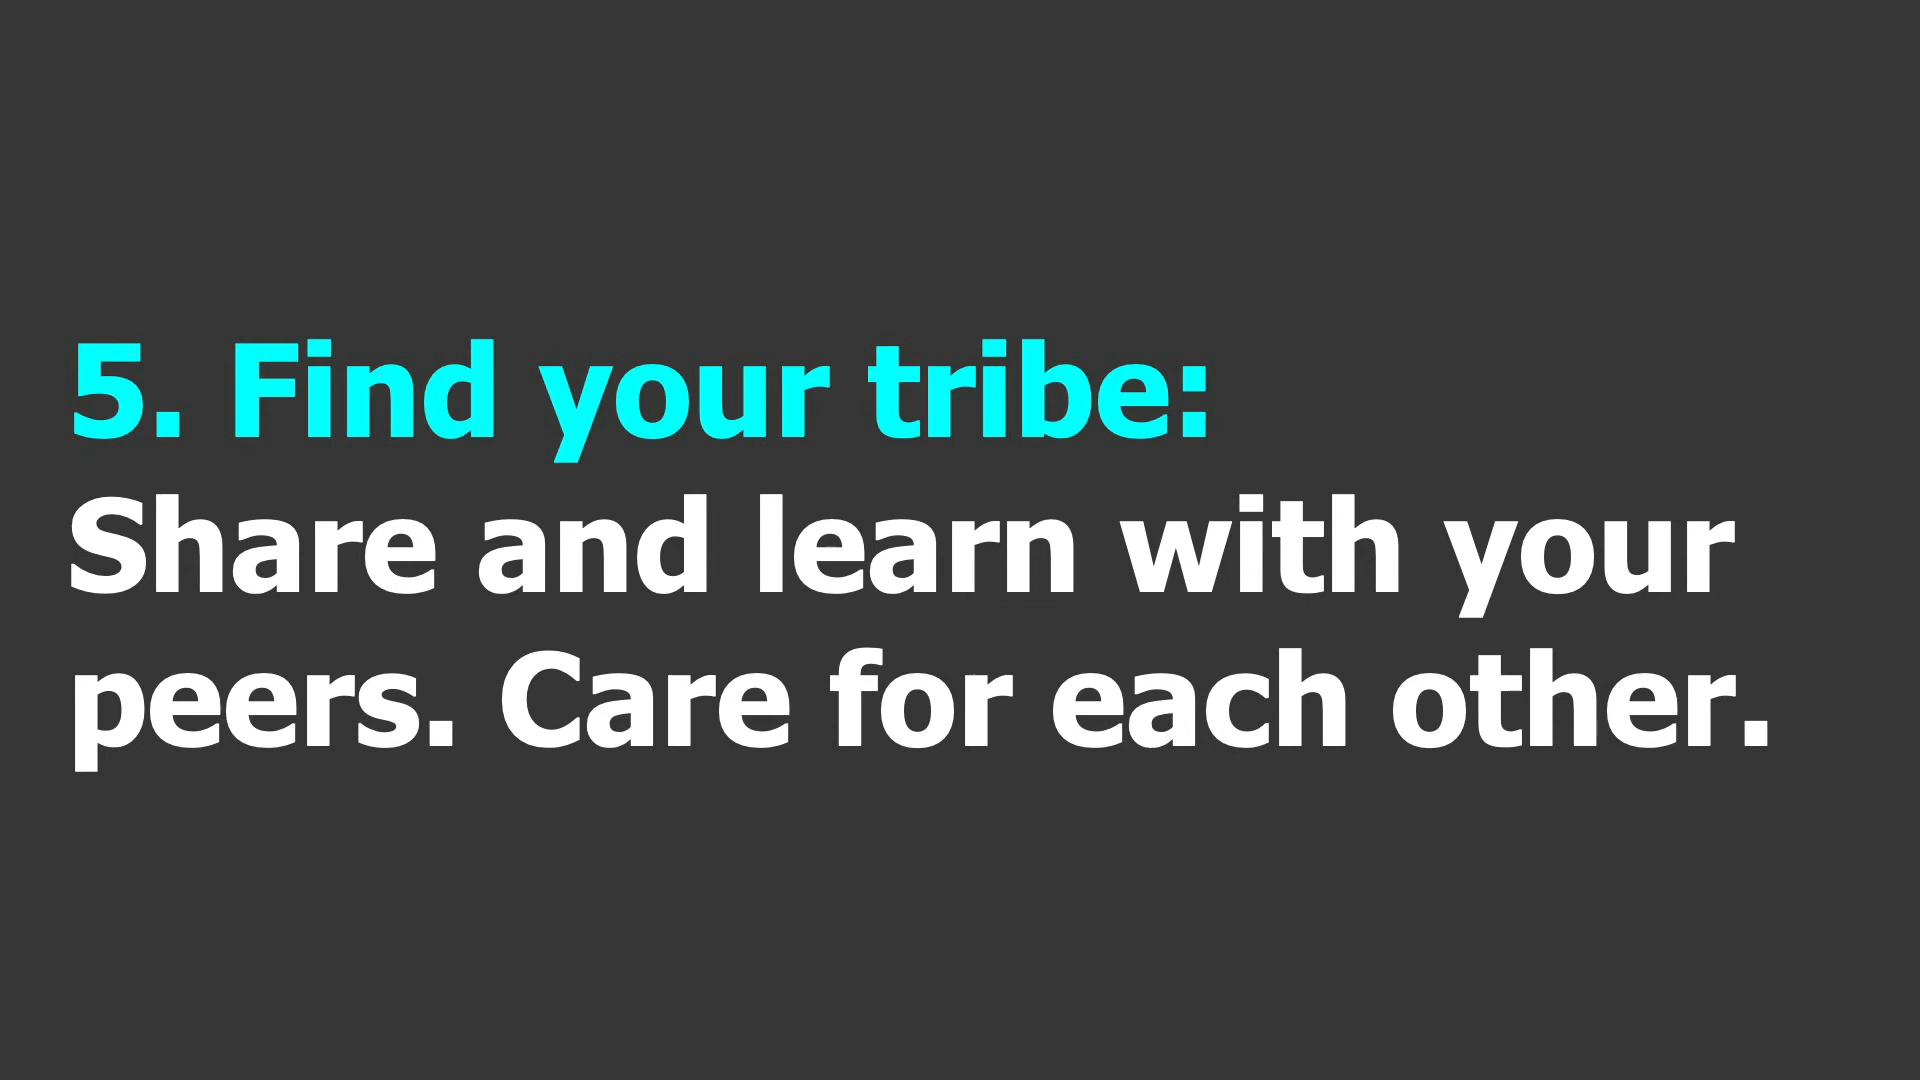 5. Find your tribe:
Share and learn with your
peers. Care for each other.